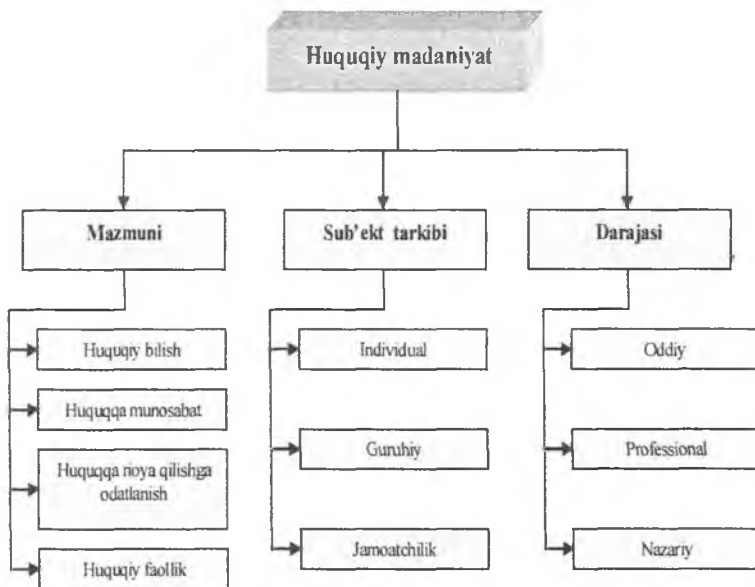 Huquqiy madaniyat
Mazmuni
Sub'ekt tarkibi
Darajasi
Huquqiy bilish
Huquqqa munosabat
Huquqqa rioya qilishga
odatlanish
Huquqiy faollik
Individual
Guruhiy
Jamoatchilik
Oddiy
Professional
Nazariy